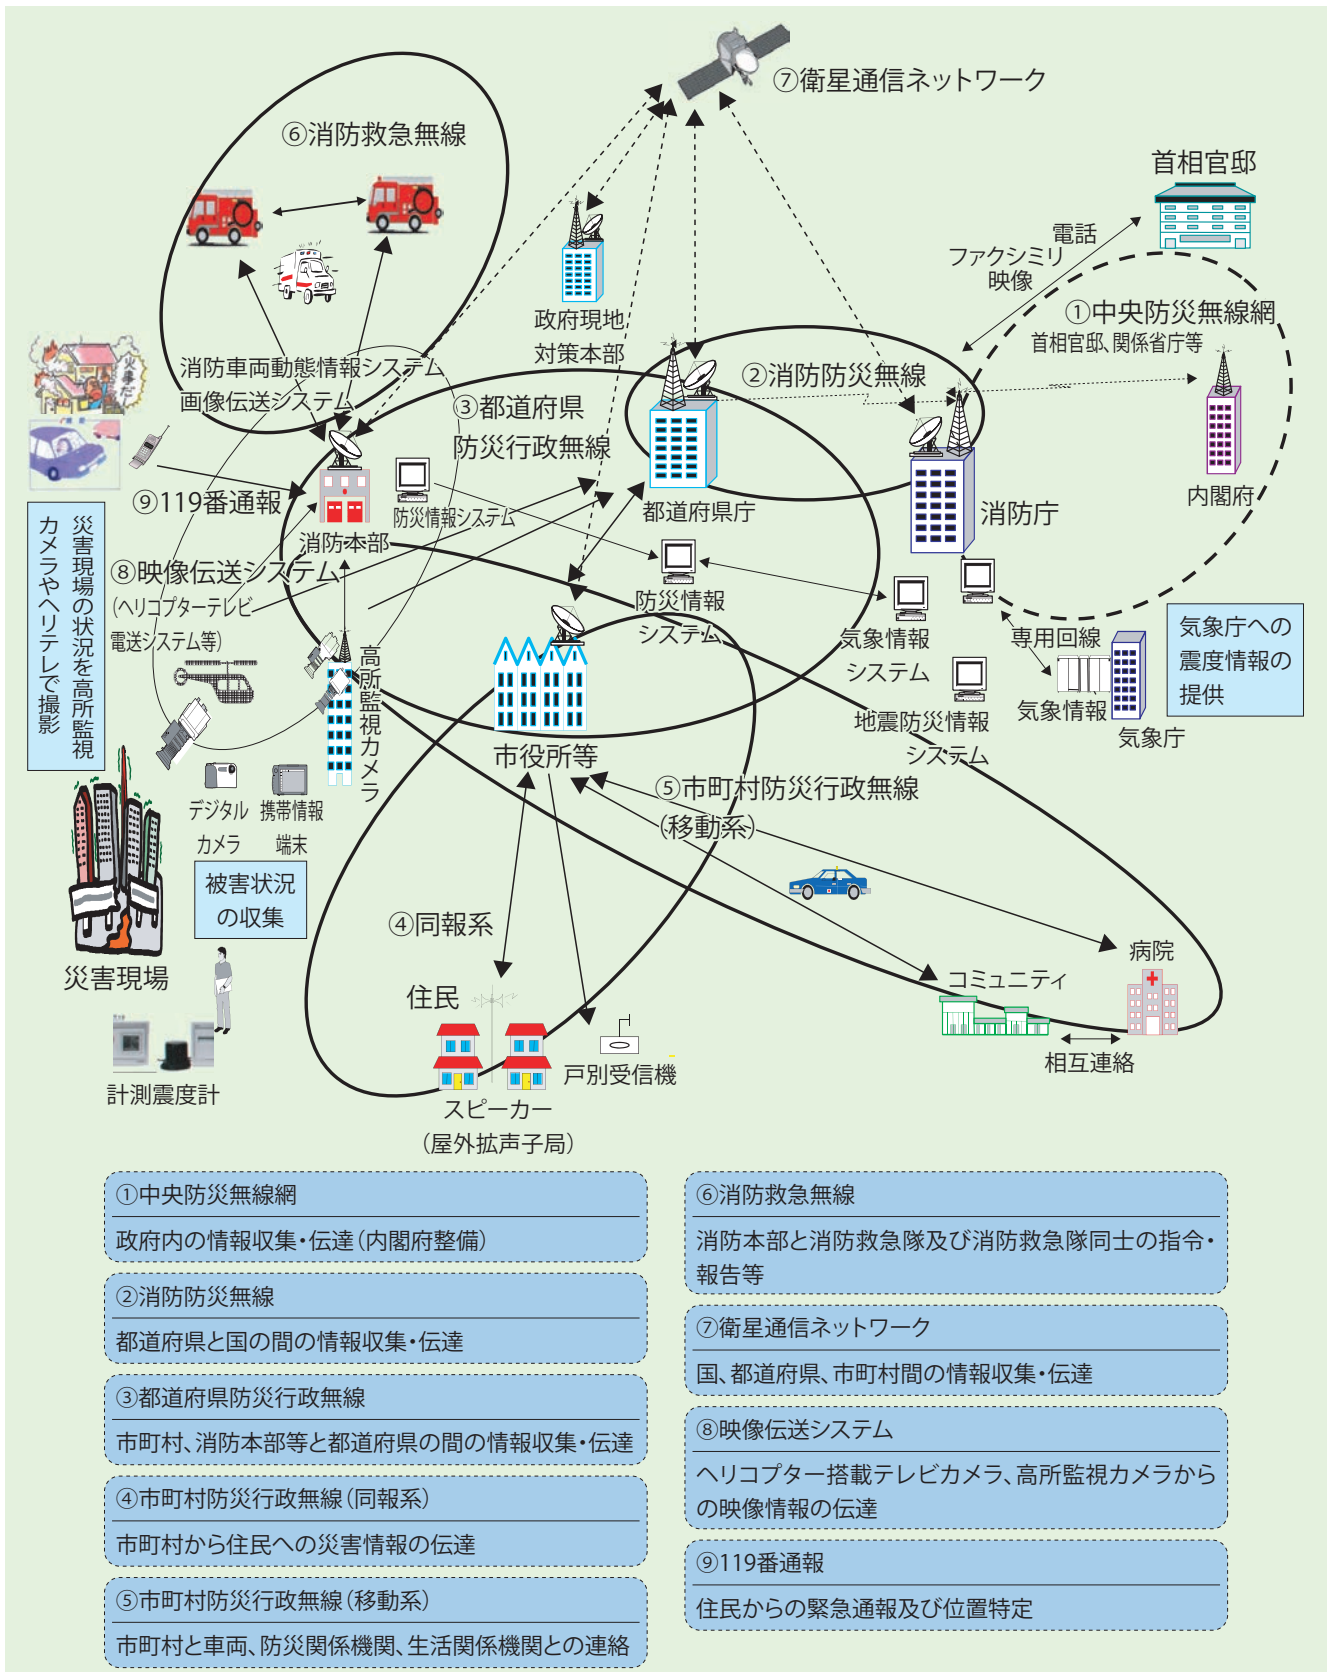 ⑦衛星通信ネットワーク
⑥消防救急無線
首相官邸
電話
ファクシミリ
映像
①中央防災無線網
首相官邸、関係省庁等
政府現地
対策本部
消防車両動態情報システム
画像伝送システム
②消防防災無線
③都道府県
防災行政無線
火事だ!
⑨119番通報
防災情報システム
都道府県庁
消防庁
内閣府
消防本部
災害現場の状況を高所監視
カメラやヘリテレで撮影
⑧映像伝送システム
(ヘリコプターテレビ
電送システム等)
防災情報
システム
気象情報
システム
専用回線
気象庁への
震度情報の
提供
高所監視カメラ
気象情報
気象庁
地震防災情報
システム
市役所等
⑤市町村防災行政無線
(移動系)
デジタル
カメラ
携帯情報
端末
被害状況
の収集
④同報系
災害現場
病院
コミュニティ
住民
相互連絡
戸別受信機
計測震度計
スピーカー
(屋外拡声子局)
①中央防災無線網
政府内の情報収集・伝達(内閣府整備)
②消防防災無線
都道府県と国の間の情報収集・伝達
③都道府県防災行政無線
市町村、消防本部等と都道府県の間の情報収集・伝達
④市町村防災行政無線(同報系)
市町村から住民への災害情報の伝達
⑤市町村防災行政無線(移動系)
市町村と車両、防災関係機関、生活関係機関との連絡
⑥消防救急無線
消防本部と消防救急隊及び消防救急隊同士の指令・
報告等
⑦衛星通信ネットワーク
国、都道府県、市町村間の情報収集・伝達
⑧映像伝送システム
ヘリコプター搭載テレビカメラ、高所監視カメラから
の映像情報の伝達
⑨119番通報
住民からの緊急通報及び位置特定